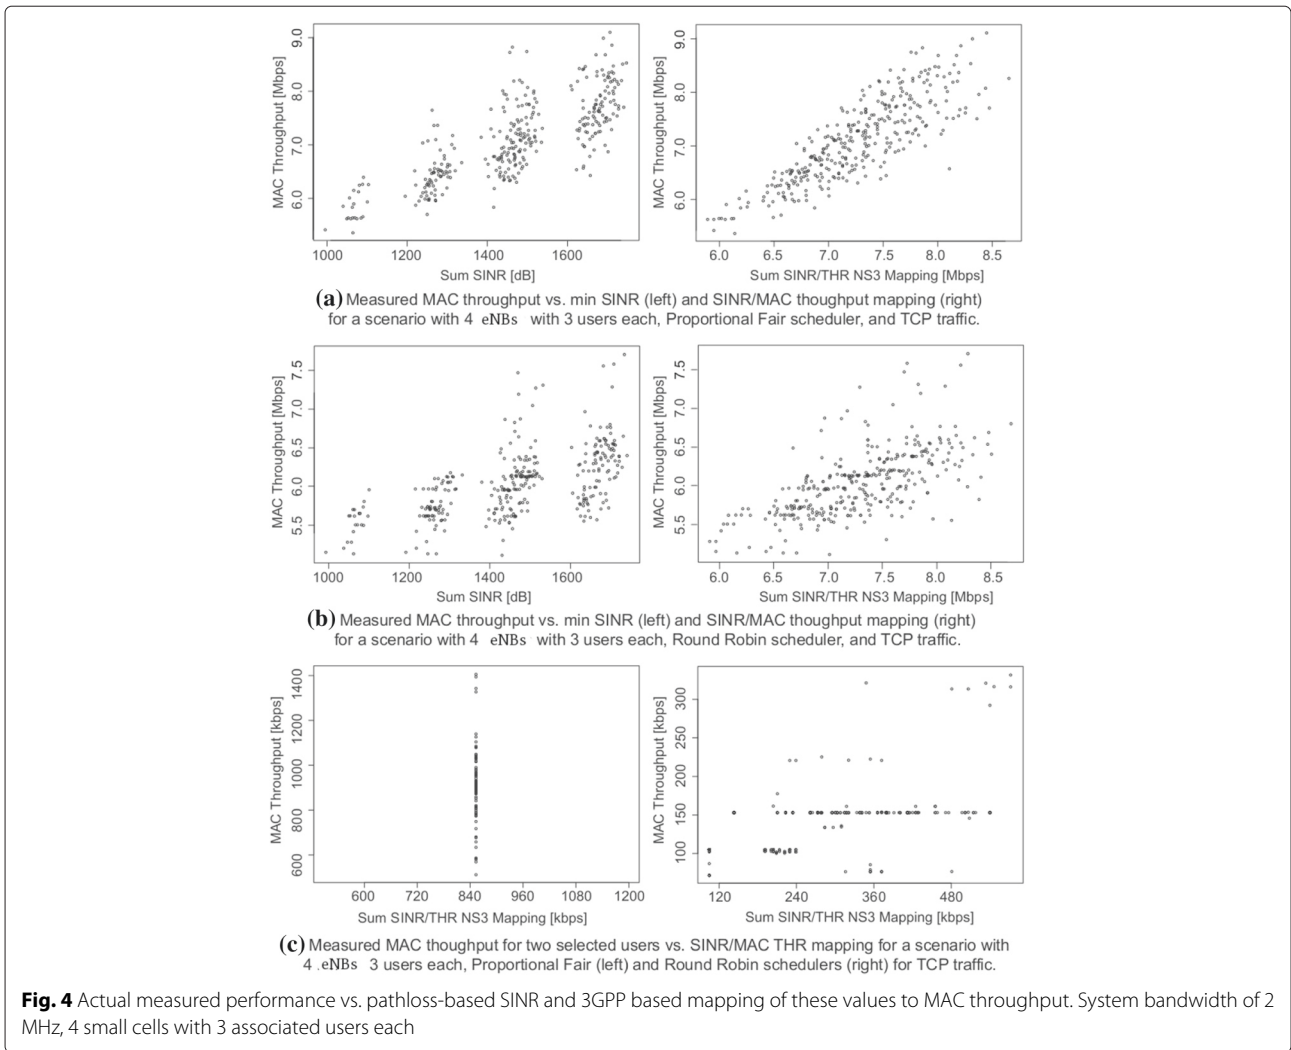 MAC Throughput [Mbps]
9.0
8.0
7.0
6.0
1000 1200 1400 1600
Sum SINR [dB]
MAC Throughput [Mbps]
9.0
8.0
7.0
6.0
6.0 6.5 7.0 7.5 8.0 8.5
Sum SINR/THR NS3 Mapping [Mbps]
(a) Measured MAC throughput vs. min SINR (left) and SINR/MAC thoughput mapping (right)
for a scenario with 4 eNBs with 3 users each, Proportional Fair scheduler, and TCP traffic.
MAC Throughput [Mbps]
7.5
7.0
6.5
6.0
5.5
1000 1200 1400 1600
Sum SINR [dB]
MAC Throughput [Mbps]
7.5
7.0
6.5
6.0
5.5
6.0 6.5 7.0 7.5 8.0 8.5
Sum SINR/THR NS3 Mapping [Mbps]
(b) Measured MAC throughput vs. min SINR (left) and SINR/MAC thoughput mapping (right)
for a scenario with 4 eNBs with 3 users each, Round Robin scheduler, and TCP traffic.
MAC Throughput [kbps]
1400
1200
1000
800
600
600 720 840 960 1080 1200
Sum SINR/THR NS3 Mapping [kbps]
MAC Throughput [kbps]
300
250
200
150
100
120 240 360 480
Sum SINR/THR NS3 Mapping [kbps]
(c) Measured MAC thoughput for two selected users vs. SINR/MAC THR mapping for a scenario with
4 .eNBs 3 users each, Proportional Fair (left) and Round Robin schedulers (right) for TCP traffic.
Fig. 4 Actual measured performance vs. pathloss-based SINR and 3GPP based mapping of these values to MAC throughput. System bandwidth of 2
MHz, 4 small cells with 3 associated users each